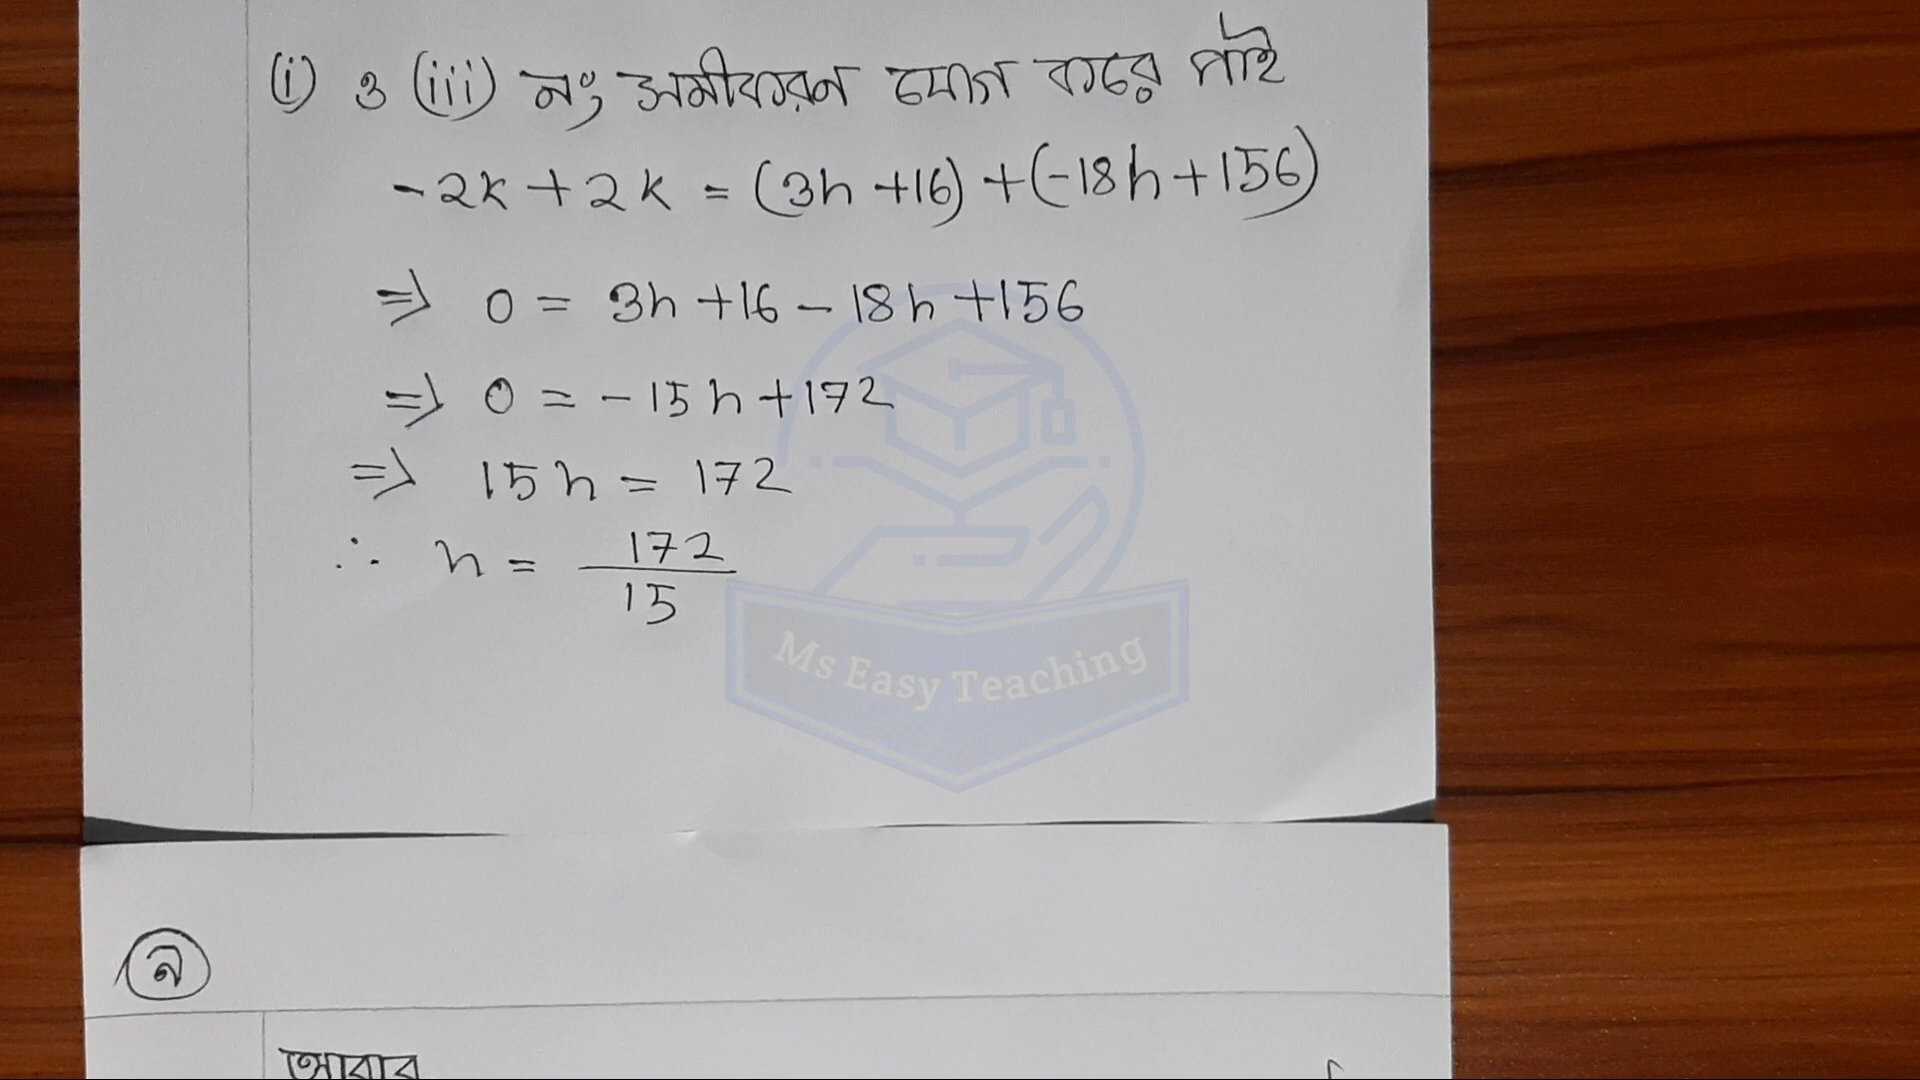 (i) ও (iii) নং সমীকরন যোগ করে পাই
-2k + 2k = (3h + 16) + (-18h + 156)
⇒ 0 = 3h + 16 - 18h + 156
⇒ 0 = -15h + 172
⇒ 15h = 172
∴ h = 172/15
Ms Easy Teaching
আবার